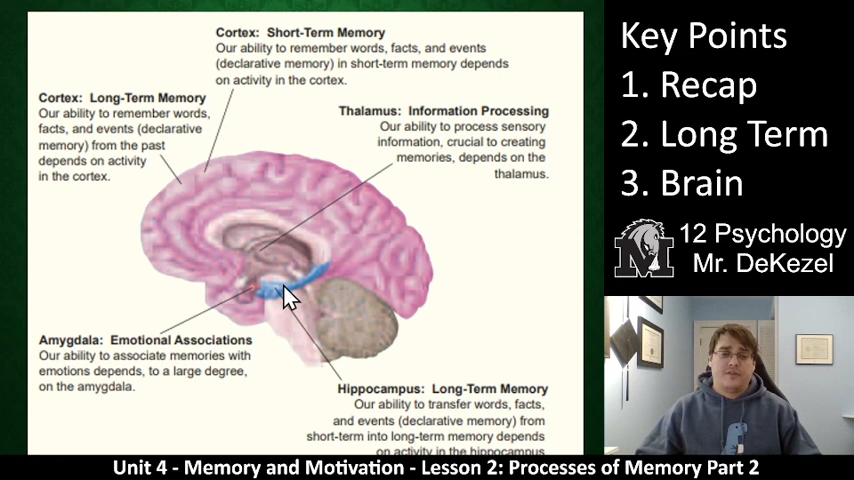 Cortex: Short-Term Memory
Our ability to remember words, facts, and events
(declarative memory) in short-term memory depends
on activity in the cortex.
Cortex: Long-Term Memory
Our ability to remember words,
facts, and events (declarative
memory) from the past
depends on activity
in the cortex.
Thalamus: Information Processing
Our ability to process sensory
information, crucial to creating
memories, depends on the
thalamus.
Amygdala: Emotional Associations
Our ability to associate memories with
emotions depends, to a large degree,
on the amygdala.
Hippocampus: Long-Term Memory
Our ability to transfer words, facts,
and events (declarative memory) from
short-term into long-term memory depends
on activity in the hippocampus
Key Points
1. Recap
2. Long Term
3. Brain
M
12 Psychology
Mr. DeKezel
Unit 4 - Memory and Motivation - Lesson 2: Processes of Memory Part 2